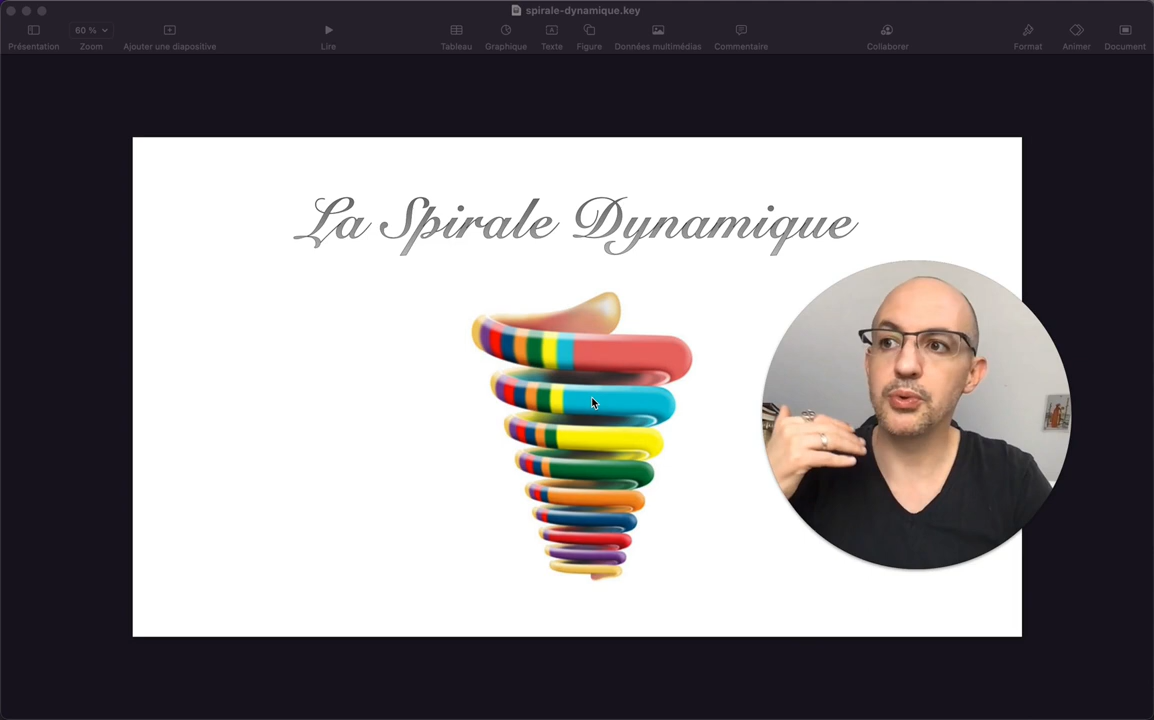 spirale-dynamique.key
60 %
Présentation
Zoom
Ajouter une diapositive
Lire
Tableau
Graphique
Texte
Figure
Données multimédias
Commentaire
Collaborer
Format
Animer
Document
La Spirale Dynamique